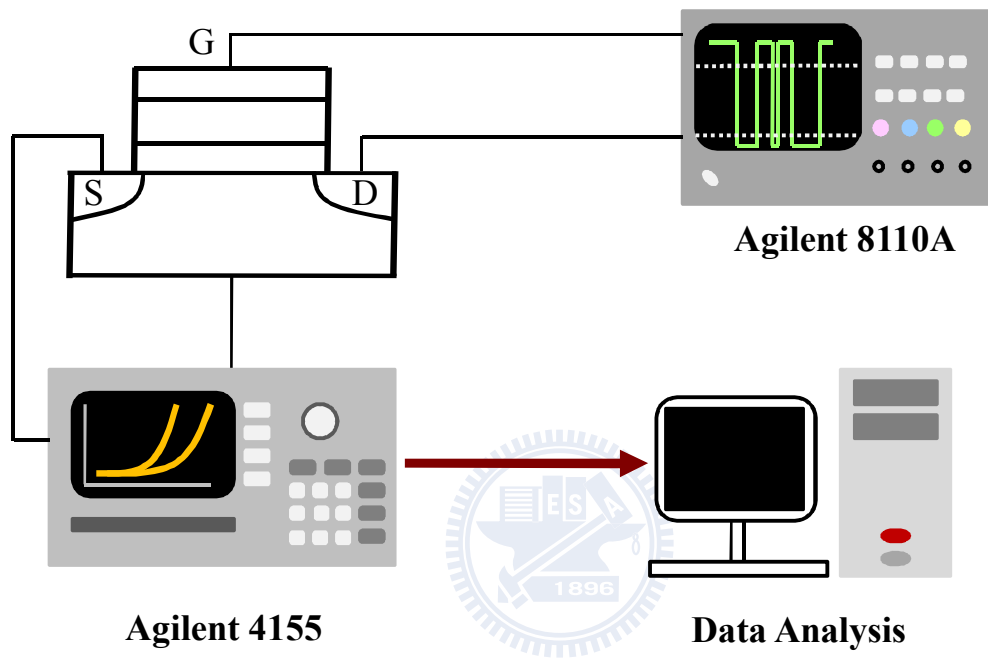 G
S
D
Agilent 8110A
E S A
1896
Agilent 4155
Data Analysis